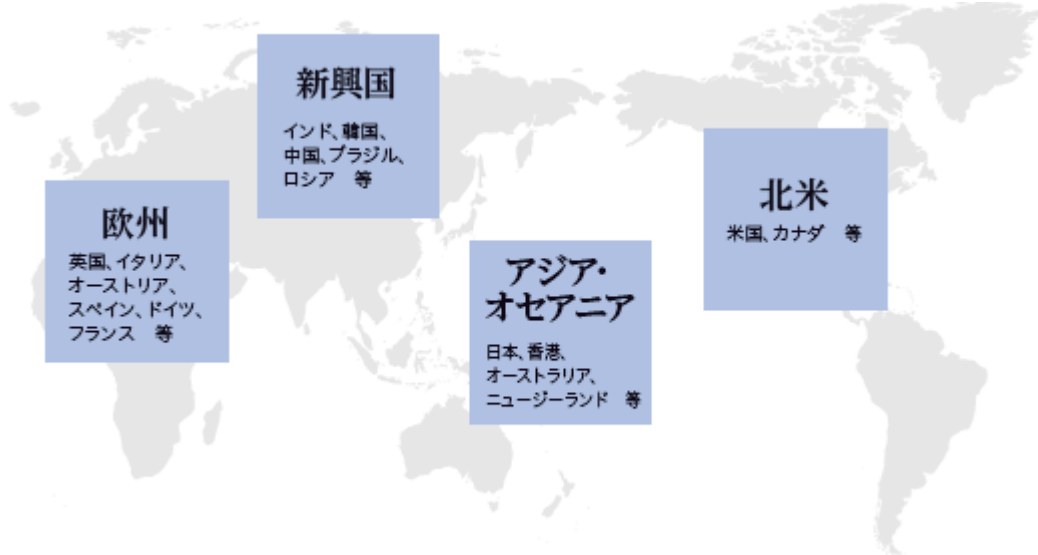 新興国
インド、韓国、
中国、ブラジル、
ロシア　等
欧州
英国、イタリア、
オーストリア、
スペイン、ドイツ、
フランス　等
アジア・
オセアニア
日本、香港、
オーストラリア、
ニュージーランド　等
北米
米国、カナダ　等